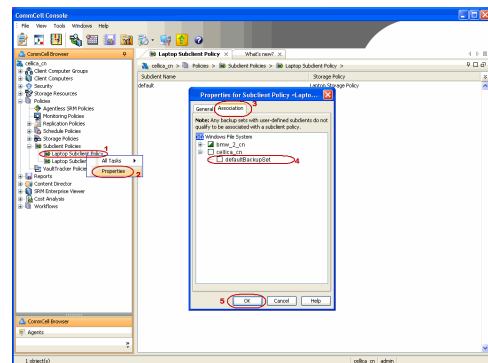 CommCell Console
File View Tools Windows Help
CommCell Browser
Laptop Subclient Policy
What's new?
cellica_cn
Client Computer Groups
Client Computers
Security
Storage Resources
Policies
Agentless SRM Policies
Monitoring Policies
Replication Policies
Schedule Policies
Storage Policies
Subclient Policies
Laptop Subclient Policy
Laptop Subclien
VaultTracker Policies
Reports
Content Director
SRM Enterprise Viewer
Cost Analysis
Workflows
1
All Tasks
Properties
2
cellica_cn > Policies > Subclient Policies > Laptop Subclient Policy >
Subclient Name Storage Policy
default Laptop Storage Policy
Properties for Subclient Policy <Lapto...
General Association
3
Note: Any backup sets with user-defined subclients do not
qualify to be associated with a subclient policy.
Windows File System
bmw_2_cn
cellica_cn
defaultBackupSet
4
5
OK Cancel Help
CommCell Browser
Agents
1 object(s) cellica_cn admin